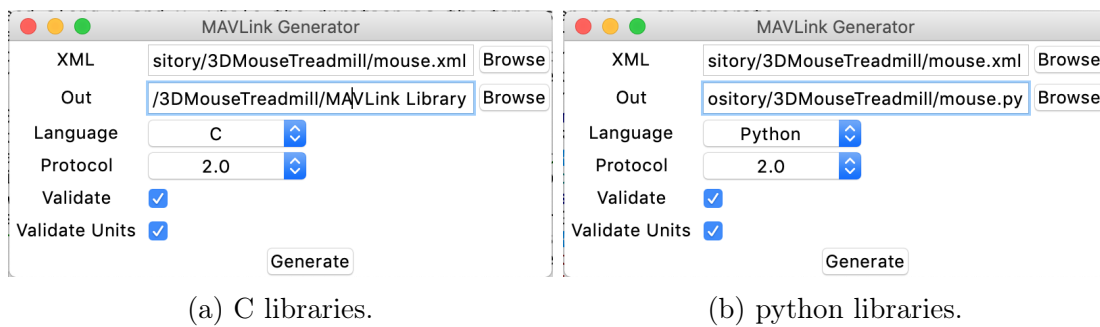 MAVLink Generator
XML sitory/3DMouseTreadmill/mouse.xml Browse
Out /3DMouseTreadmill/MAVLink Library Browse
Language C
Protocol 2.0
Validate
Validate Units
Generate
(a) C libraries.
MAVLink Generator
XML sitory/3DMouseTreadmill/mouse.xml Browse
Out ository/3DMouseTreadmill/mouse.py Browse
Language Python
Protocol 2.0
Validate
Validate Units
Generate
(b) python libraries.